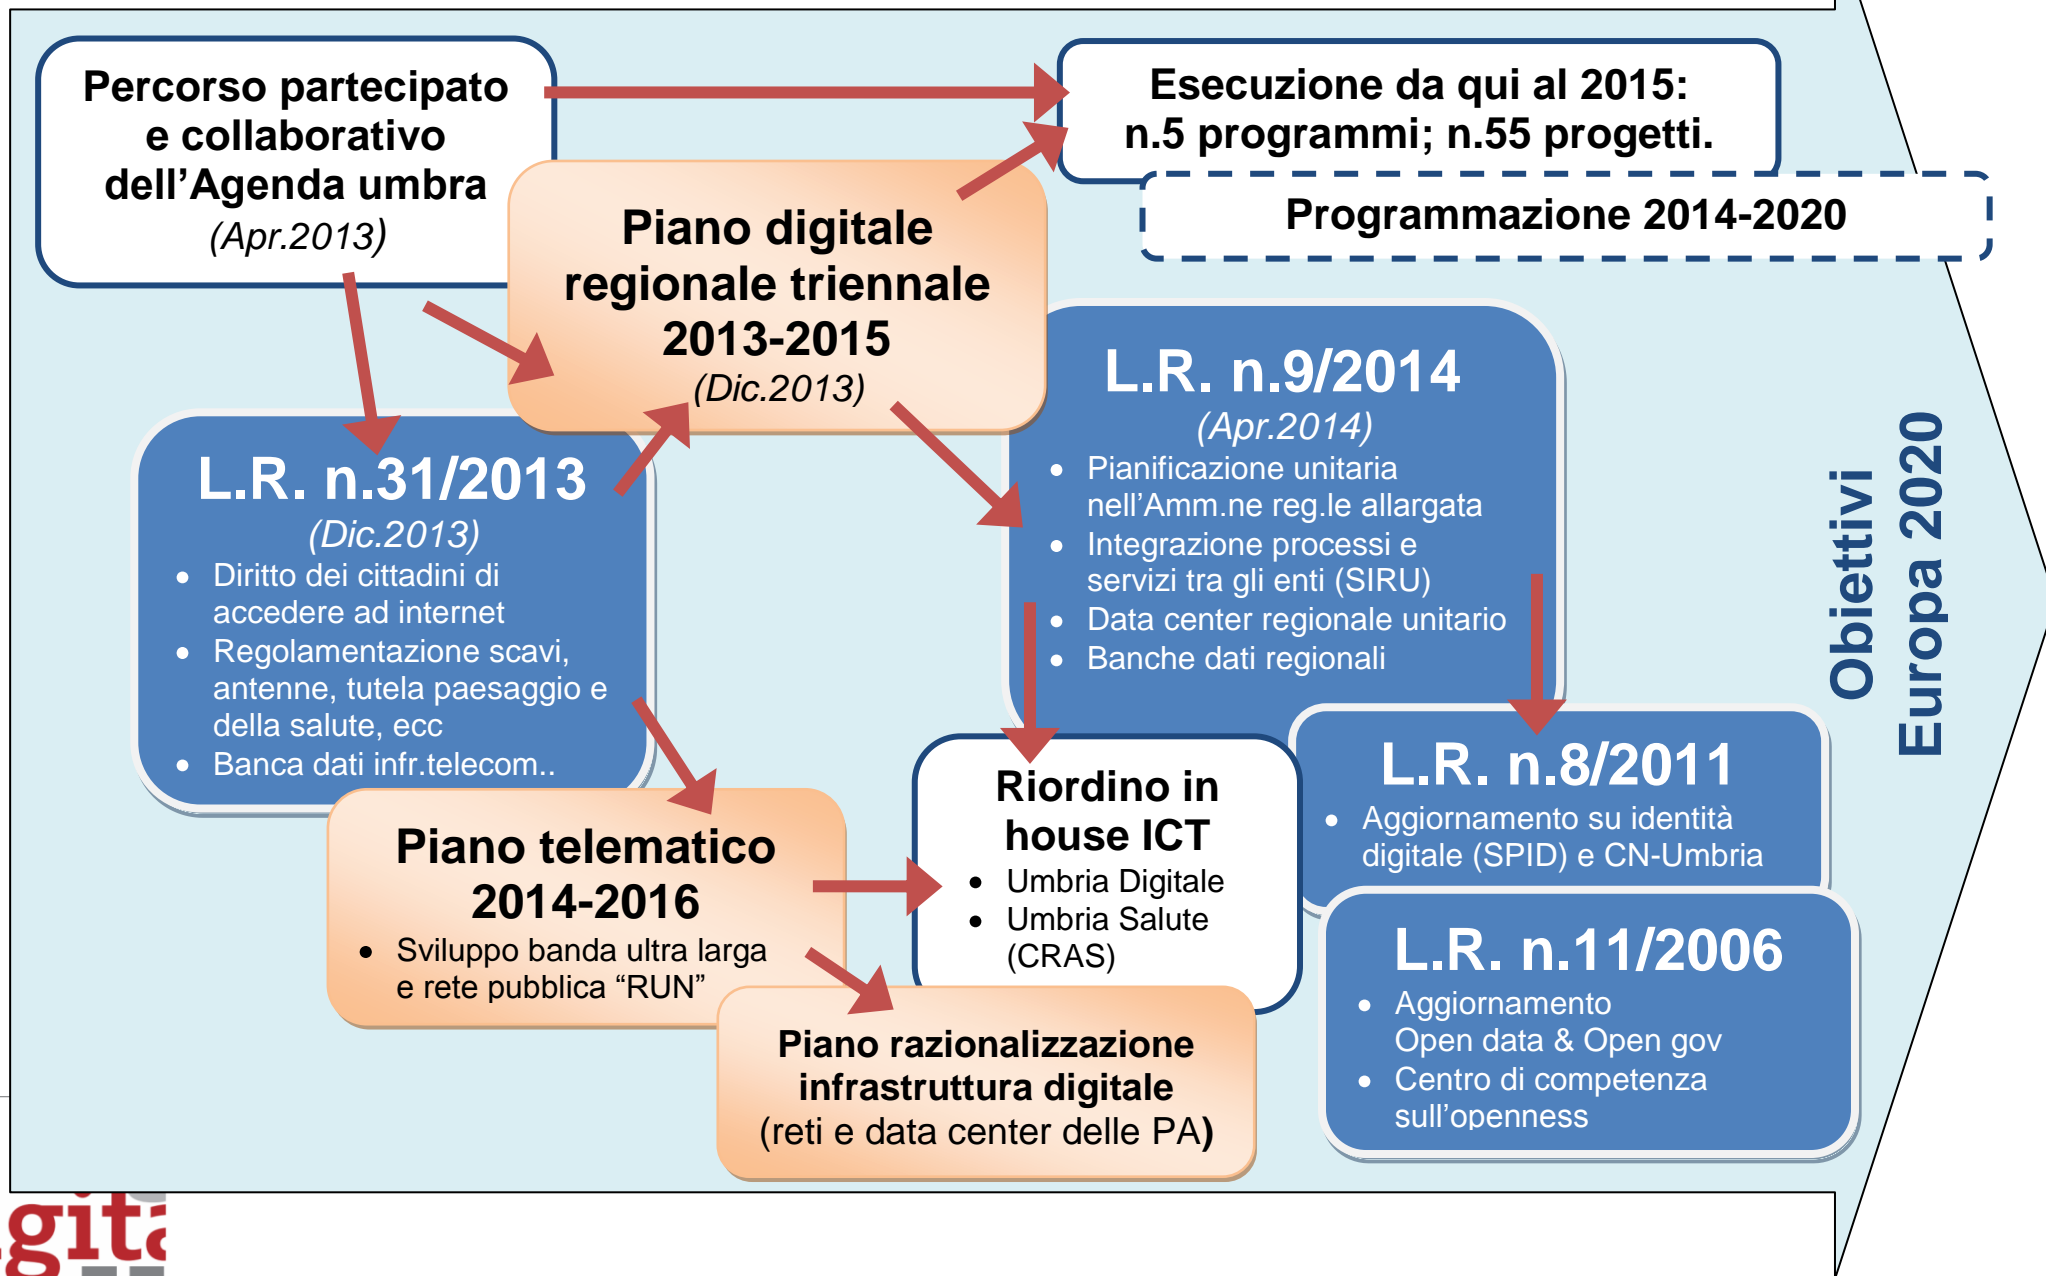 Percorso partecipato
e collaborativo
dell’Agenda umbra
(Apr.2013)
Esecuzione da qui al 2015:
n.5 programmi; n.55 progetti.
Programmazione 2014-2020
Piano digitale
regionale triennale
2013-2015
(Dic.2013)
L.R. n.31/2013
(Dic.2013)
• Diritto dei cittadini di
accedere ad internet
• Regolamentazione scavi,
antenne, tutela paesaggio e
della salute, ecc
• Banca dati infr.telecom..
L.R. n.9/2014
(Apr.2014)
• Pianificazione unitaria
nell’Amm.ne reg.le allargata
• Integrazione processi e
servizi tra gli enti (SIRU)
• Data center regionale unitario
• Banche dati regionali
Obiettivi
Europa 2020
Piano telematico
2014-2016
• Sviluppo banda ultra larga
e rete pubblica “RUN”
Riordino in
house ICT
• Umbria Digitale
• Umbria Salute
(CRAS)
L.R. n.8/2011
• Aggiornamento su identità
digitale (SPID) e CN-Umbria
L.R. n.11/2006
• Aggiornamento
Open data & Open gov
• Centro di competenza
sull’openness
Piano razionalizzazione
infrastruttura digitale
(reti e data center delle PA)